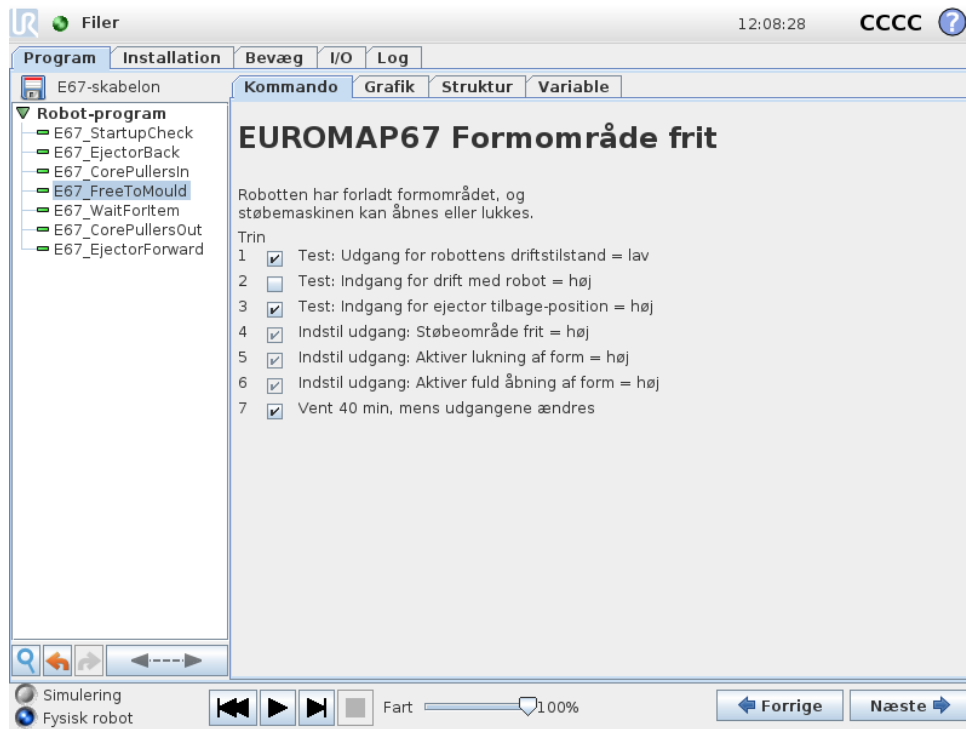 UR Filer 12:08:28 CCCC ?
Program Installation Bevæg I/O Log
E67-skabelon
Kommando Grafik Struktur Variable
Robot-program
E67_StartupCheck
E67_EjectorBack
E67_CorePullersIn
E67_FreeToMould
E67_WaitForItem
E67_CorePullersOut
E67_EjectorForward
EUROMAP67 Formområde frit
Robotten har forladt formområdet, og
støbemaskinen kan åbnes eller lukkes.
Trin
1 Test: Udgang for robottens driftstilstand = lav
2 Test: Indgang for drift med robot = høj
3 Test: Indgang for ejector tilbage-position = høj
4 Indstil udgang: Støbeområde frit = høj
5 Indstil udgang: Aktiver lukning af form = høj
6 Indstil udgang: Aktiver fuld åbning af form = høj
7 Vent 40 min, mens udgangene ændres
Simulering
Fysisk robot
Fart 100%
Forrige Næste